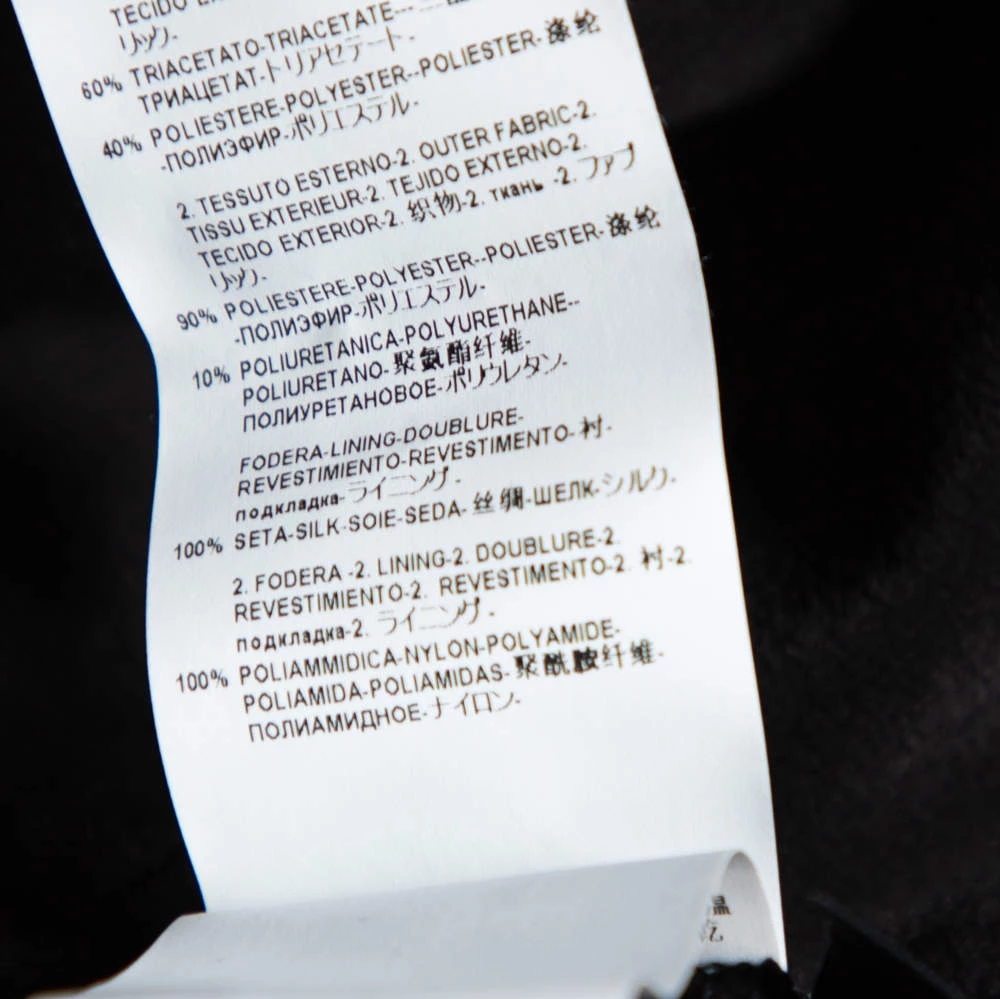 TECIDO
リック-
60% TRIACETATO-TRIACETATE---
ТРИАЦЕТАТ-トリアセテート-
40% POLIESTERE-POLYESTER--POLIESTER-涤纶
-ПОЛИЭФИР-ポリエステル-
2. TESSUTO ESTERNO-2. OUTER FABRIC-2.
TISSU EXTERIEUR-2. TEJIDO EXTERNO-2.
TECIDO EXTERIOR-2. 织物-2. ткань -2. ファブ
リック-
90% POLIESTERE-POLYESTER--POLIESTER-涤纶
-ПОЛИЭФИР-ポリエステル-
10% POLIURETANICA-POLYURETHANE--
POLIURETANO-聚氨酯纤维-
ПОЛИУРЕТАНОВОЕ-ポリウレタン-
FODERA-LINING-DOUBLURE-
REVESTIMIENTO-REVESTIMENTO-衬-
подкладка-ライニング-
100% SETA-SILK-SOIE-SEDA-丝绸-ШЕЛК-シルク-
2. FODERA -2. LINING-2. DOUBLURE-2.
REVESTIMIENTO-2. REVESTIMENTO-2. 衬-2.
подкладка-2. ライニング-
100% POLIAMMIDICA-NYLON-POLYAMIDE-
POLIAMIDA-POLIAMIDAS-聚酰胺纤维-
ПОЛИАМИДНОЕ-ナイロン-